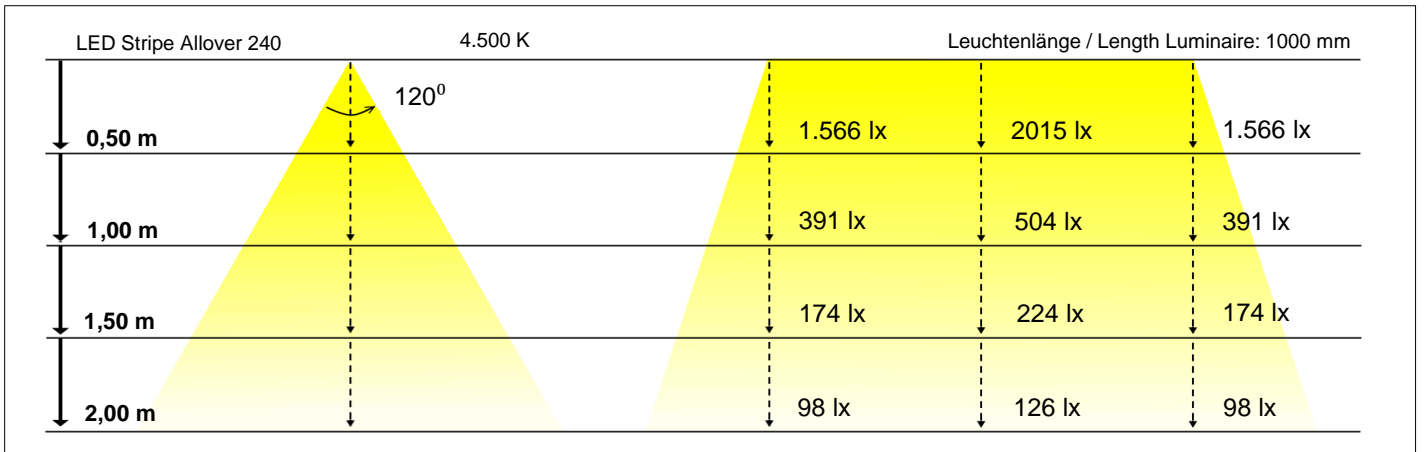 LED Stripe Allover 240 4.500 K Leuchtenlänge / Length Luminaire: 1000 mm
120⁰
0,50 m 1.566 lx 2015 lx 1.566 lx
1,00 m 391 lx 504 lx 391 lx
1,50 m 174 lx 224 lx 174 lx
2,00 m 98 lx 126 lx 98 lx